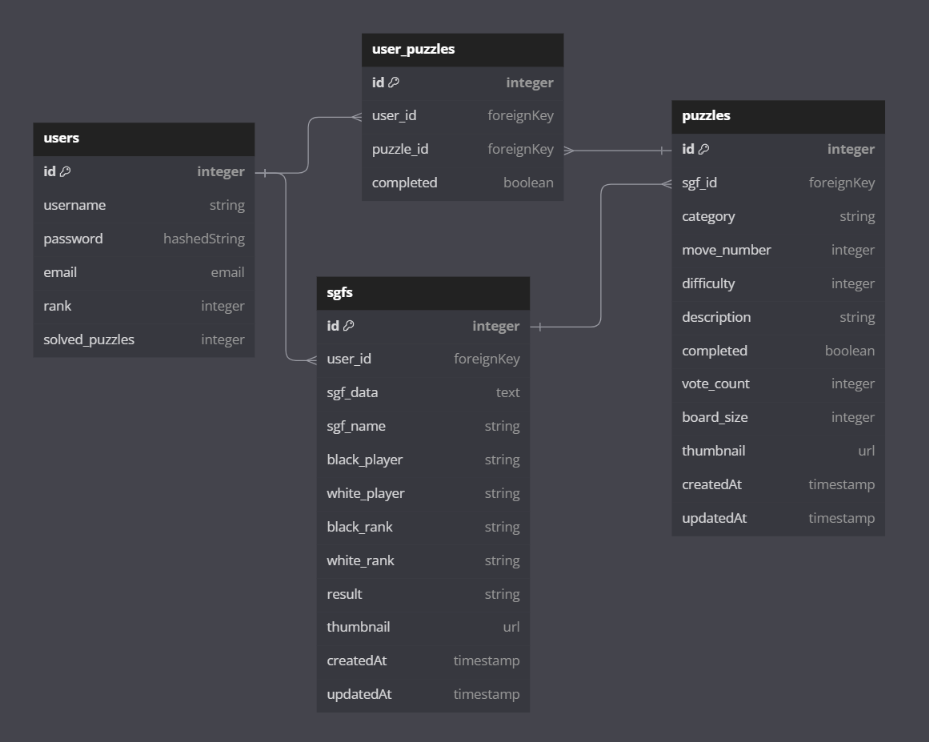 user_puzzles
id integer
user_id foreignKey
puzzle_id foreignKey
completed boolean
users
id integer
username string
password hashedString
email email
rank integer
solved_puzzles integer
puzzles
id integer
sgf_id foreignKey
category string
move_number integer
difficulty integer
description string
completed boolean
vote_count integer
board_size integer
thumbnail url
createdAt timestamp
updatedAt timestamp
sgfs
id integer
user_id foreignKey
sgf_data text
sgf_name string
black_player string
white_player string
black_rank string
white_rank string
result string
thumbnail url
createdAt timestamp
updatedAt timestamp